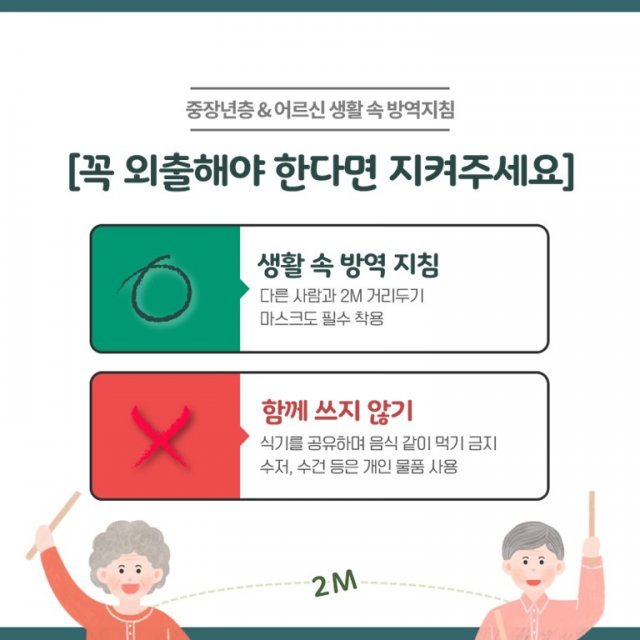 중장년층 & 어르신 생활 속 방역지침
[꼭 외출해야 한다면 지켜주세요]
생활 속 방역 지침
다른 사람과 2M 거리두기
마스크도 필수 착용
함께 쓰지 않기
식기를 공유하며 음식 같이 먹기 금지
수저, 수건 등은 개인 물품 사용
2M